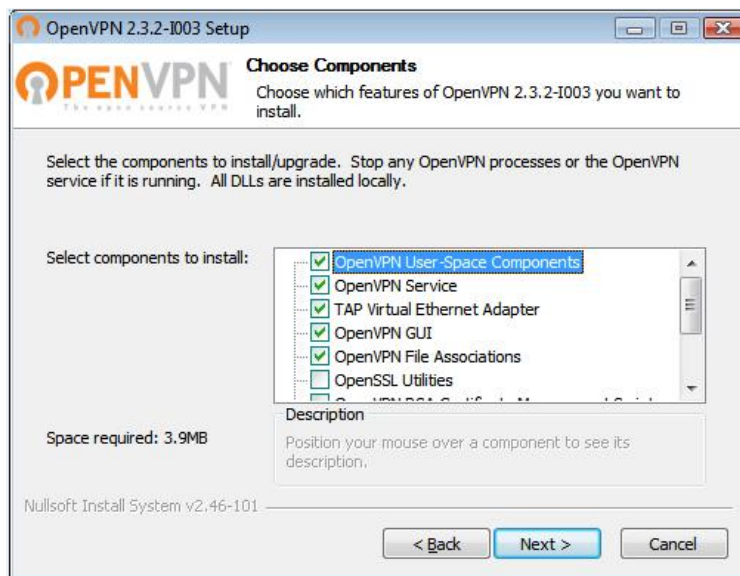 OpenVPN 2.3.2-I003 Setup
OPENVPN
The open source VPN
Choose Components
Choose which features of OpenVPN 2.3.2-I003 you want to
install.
Select the components to install/upgrade. Stop any OpenVPN processes or the OpenVPN
service if it is running. All DLLs are installed locally.
Select components to install:
OpenVPN User-Space Components
OpenVPN Service
TAP Virtual Ethernet Adapter
OpenVPN GUI
OpenVPN File Associations
OpenSSL Utilities
Space required: 3.9MB
Description
Position your mouse over a component to see its
description.
Nullsoft Install System v2.46-101
< Back
Next >
Cancel